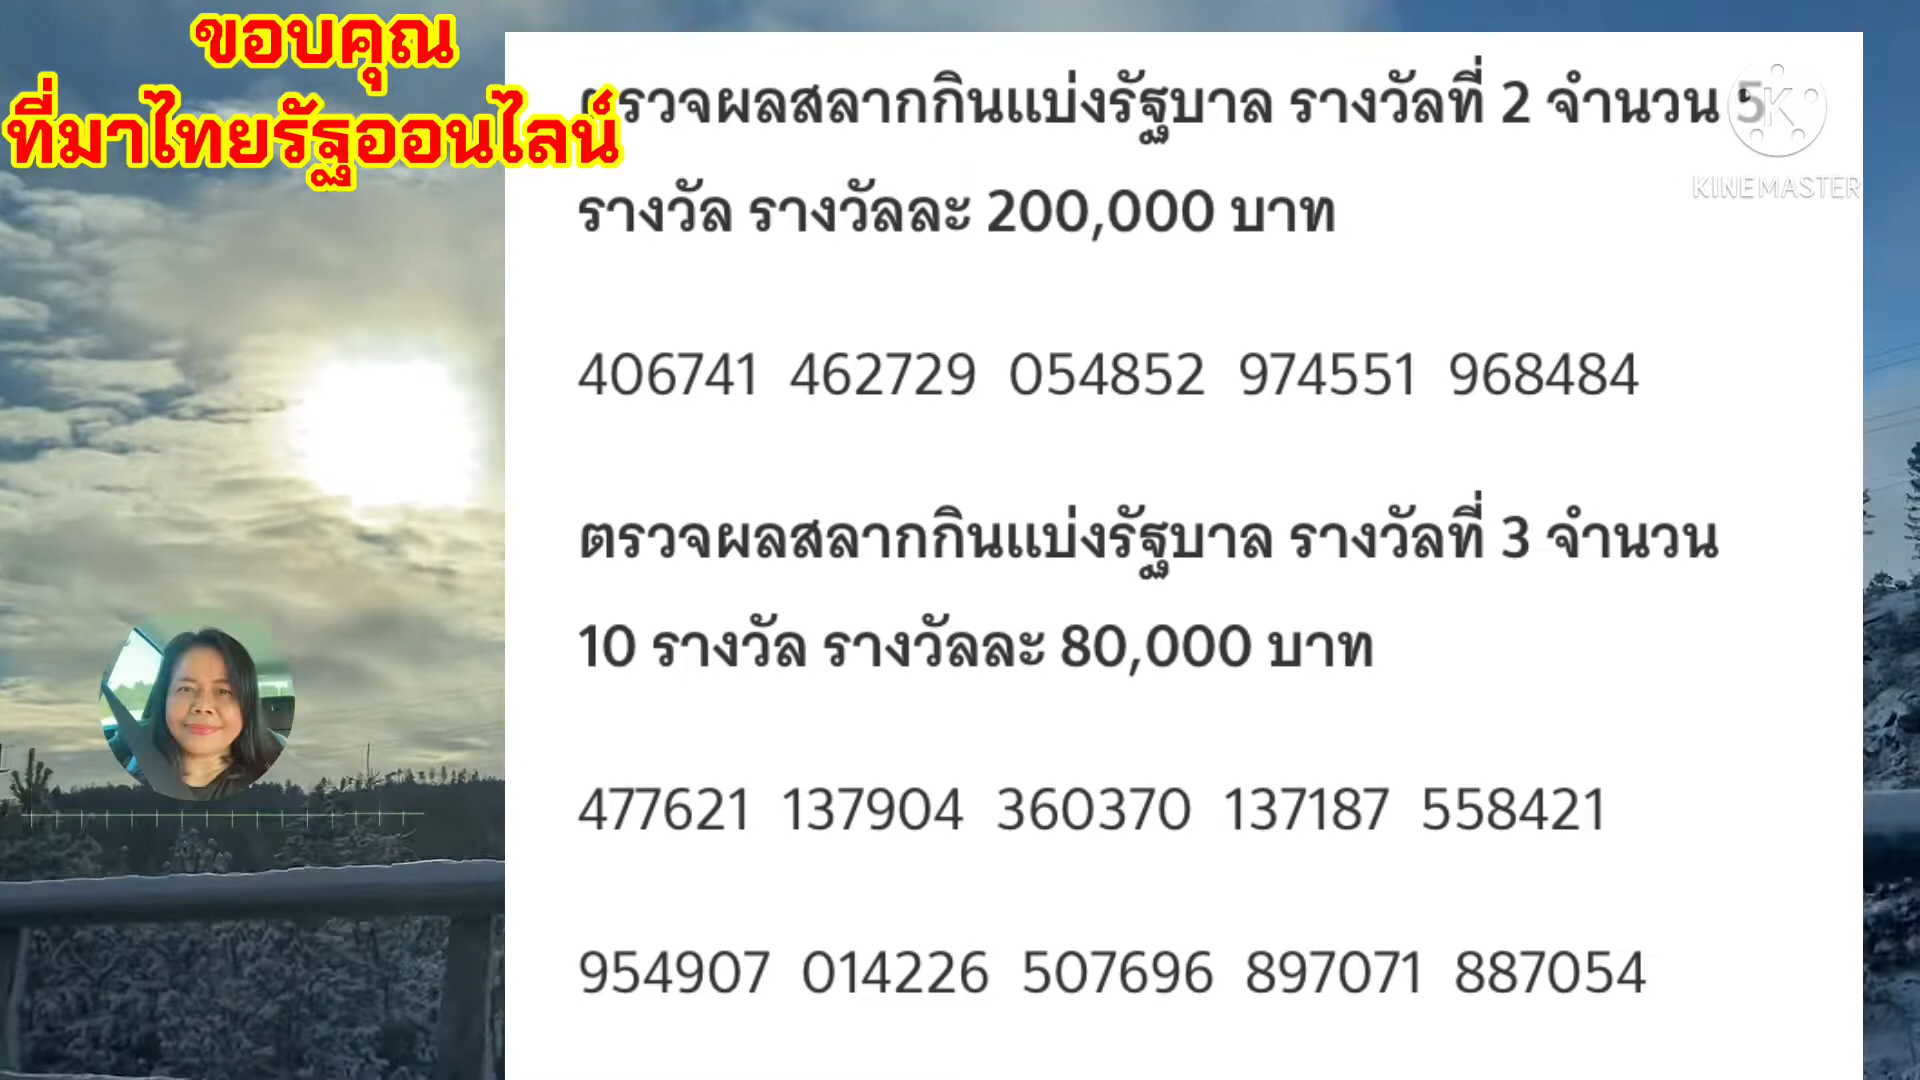 ขอบคุณ
ที่มาไทยรัฐออนไลน์
ตรวจผลสลากกินแบ่งรัฐบาล รางวัลที่ 2 จำนวน 5
รางวัล รางวัลละ 200,000 บาท
406741 462729 054852 974551 968484
ตรวจผลสลากกินแบ่งรัฐบาล รางวัลที่ 3 จำนวน
10 รางวัล รางวัลละ 80,000 บาท
477621 137904 360370 137187 558421
954907 014226 507696 897071 887054
K
KINEMASTER